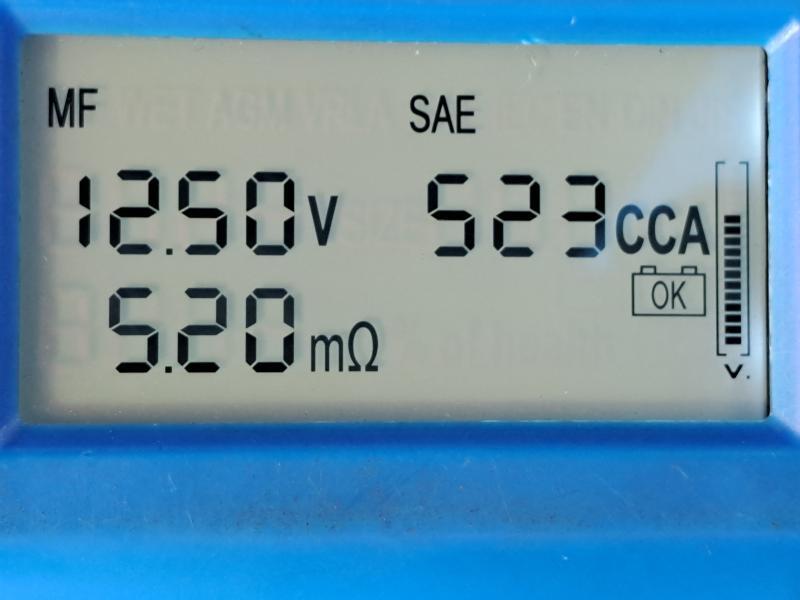 MF SAE
12.50V 523CCA
OK
5.20mΩ
V.